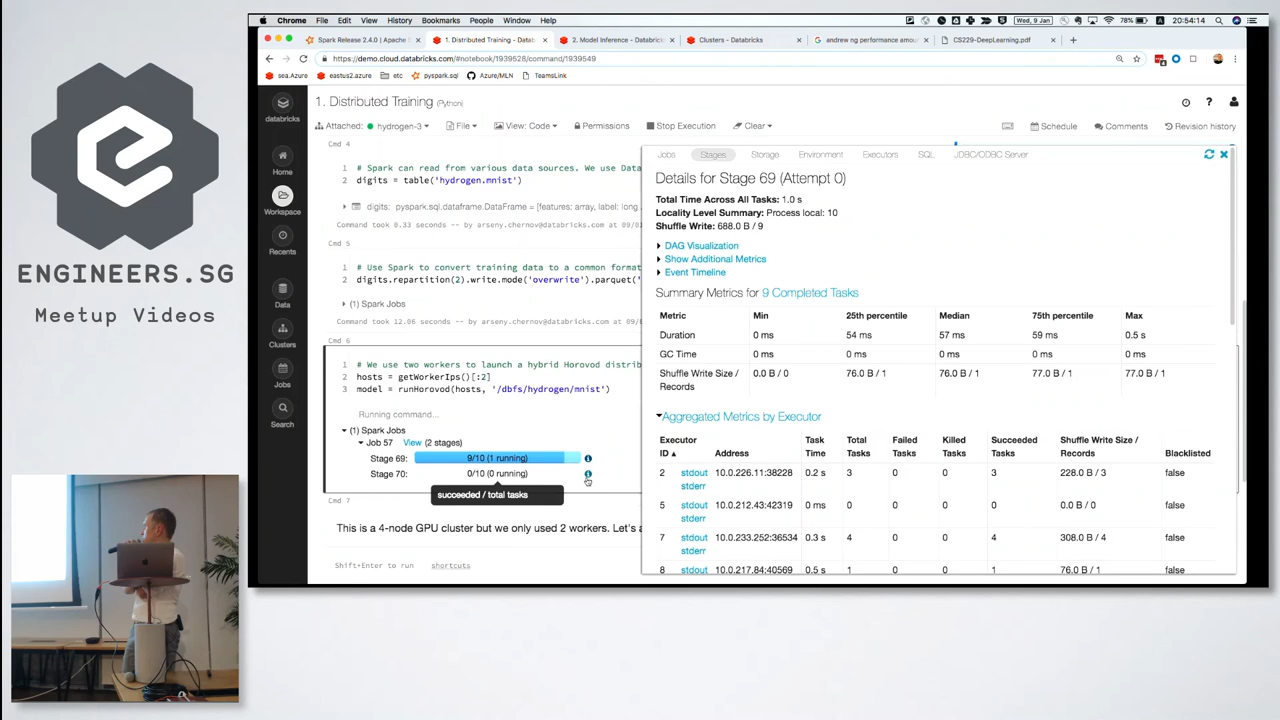 ENGINEERS.SG
Meetup Videos
Chrome File Edit View History Bookmarks People Window Help
78% Wed, 9 Jan 20:54:14
Spark Release 2.4.0 | Apache
1. Distributed Training - Datab
2. Model Inference - Databricks
Clusters - Databricks
andrew ng performance amou
CS229-DeepLearning.pdf
https://demo.cloud.databricks.com/#notebook/1939528/command/1939549
sea.Azure eastus2.azure etc pyspark.sql Azure/MLN TeamsLink
databricks
Home
Workspace
Recents
Data
Clusters
Jobs
Search
1. Distributed Training (Python)
Attached: hydrogen-3 File View: Code Permissions Stop Execution Clear Schedule Comments Revision history
Cmd 4
1 # Spark can read from various data sources. We use Data
2 digits = table('hydrogen.mnist')
digits: pyspark.sql.dataframe.DataFrame = [features: array, label: long
Command took 0.33 seconds -- by arseny.chernov@databricks.com at 09/0
Cmd 5
1 # Use Spark to convert training data to a common format
2 digits.repartition(2).write.mode('overwrite').parquet('
(1) Spark Jobs
Command took 12.06 seconds -- by arseny.chernov@databricks.com at 09/
Cmd 6
1 # We use two workers to launch a hybrid Horovod distrib
2 hosts = getWorkerIps()[:2]
3 model = runHorovod(hosts, '/dbfs/hydrogen/mnist')
Running command...
(1) Spark Jobs
Job 57 View (2 stages)
Stage 69: 9/10 (1 running)
Stage 70: 0/10 (0 running)
succeeded / total tasks
Cmd 7
This is a 4-node GPU cluster but we only used 2 workers. Let's a
Shift+Enter to run shortcuts
Jobs Stages Storage Environment Executors SQL JDBC/ODBC Server
Details for Stage 69 (Attempt 0)
Total Time Across All Tasks: 1.0 s
Locality Level Summary: Process local: 10
Shuffle Write: 688.0 B / 9
DAG Visualization
Show Additional Metrics
Event Timeline
Summary Metrics for 9 Completed Tasks
Metric Min 25th percentile Median 75th percentile Max
Duration 0 ms 54 ms 57 ms 59 ms 0.5 s
GC Time 0 ms 0 ms 0 ms 0 ms 0 ms
Shuffle Write Size / Records 0.0 B / 0 76.0 B / 1 76.0 B / 1 77.0 B / 1 77.0 B / 1
Aggregated Metrics by Executor
Executor ID Address Task Time Total Tasks Failed Tasks Killed Tasks Succeeded Tasks Shuffle Write Size / Records Blacklisted
2 stdout stderr 10.0.226.11:38228 0.2 s 3 0 0 3 228.0 B / 3 false
5 stdout stderr 10.0.212.43:42319 0 ms 0 0 0 0 0.0 B / 0 false
7 stdout stderr 10.0.233.252:36534 0.3 s 4 0 0 4 308.0 B / 4 false
8 stdout 10.0.217.84:40569 0.5 s 1 0 0 1 76.0 B / 1 false